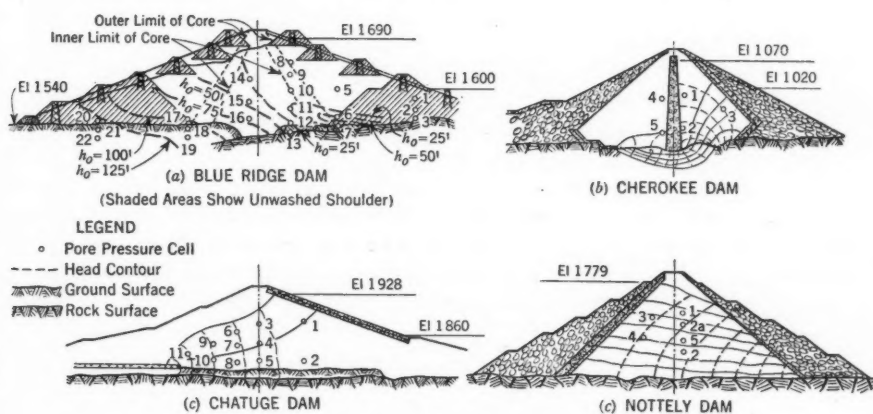 Outer Limit of Core
Inner Limit of Core
El 1690
El 1540
El 1600
h₀=50'
h₀=75'
14
15
16
8
9
10
11
12
13
5
1
2
3
6
7
20
21
22
17
18
19
h₀=100'
h₀=125'
h₀=25'
h₀=25'
h₀=50'
(a) BLUE RIDGE DAM
(Shaded Areas Show Unwashed Shoulder)
El 1070
El 1020
4
1
3
5
2
(b) CHEROKEE DAM
LEGEND
Pore Pressure Cell
Head Contour
Ground Surface
Rock Surface
El 1928
El 1860
1
3
6
9
7
4
11
10
8
5
2
(c) CHATUGE DAM
El 1779
1
3
2a
4
5
2
(c) NOTTELY DAM